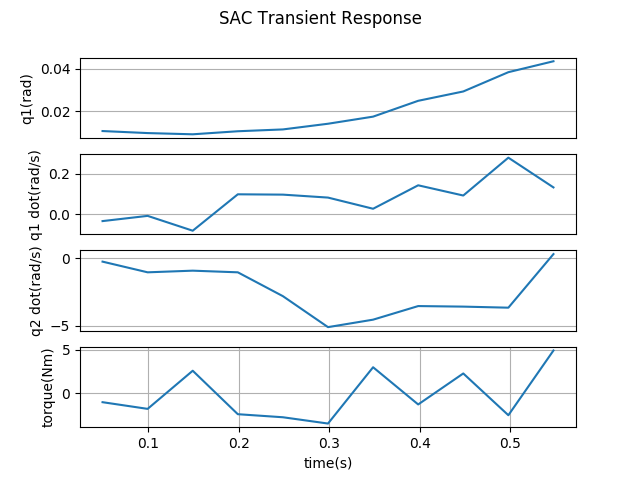 SAC Transient Response
q1(rad)
0.04
0.02
q1 dot(rad/s)
0.2
0.0
q2 dot(rad/s)
0
−5
torque(Nm)
5
0
0.1 0.2 0.3 0.4 0.5
time(s)